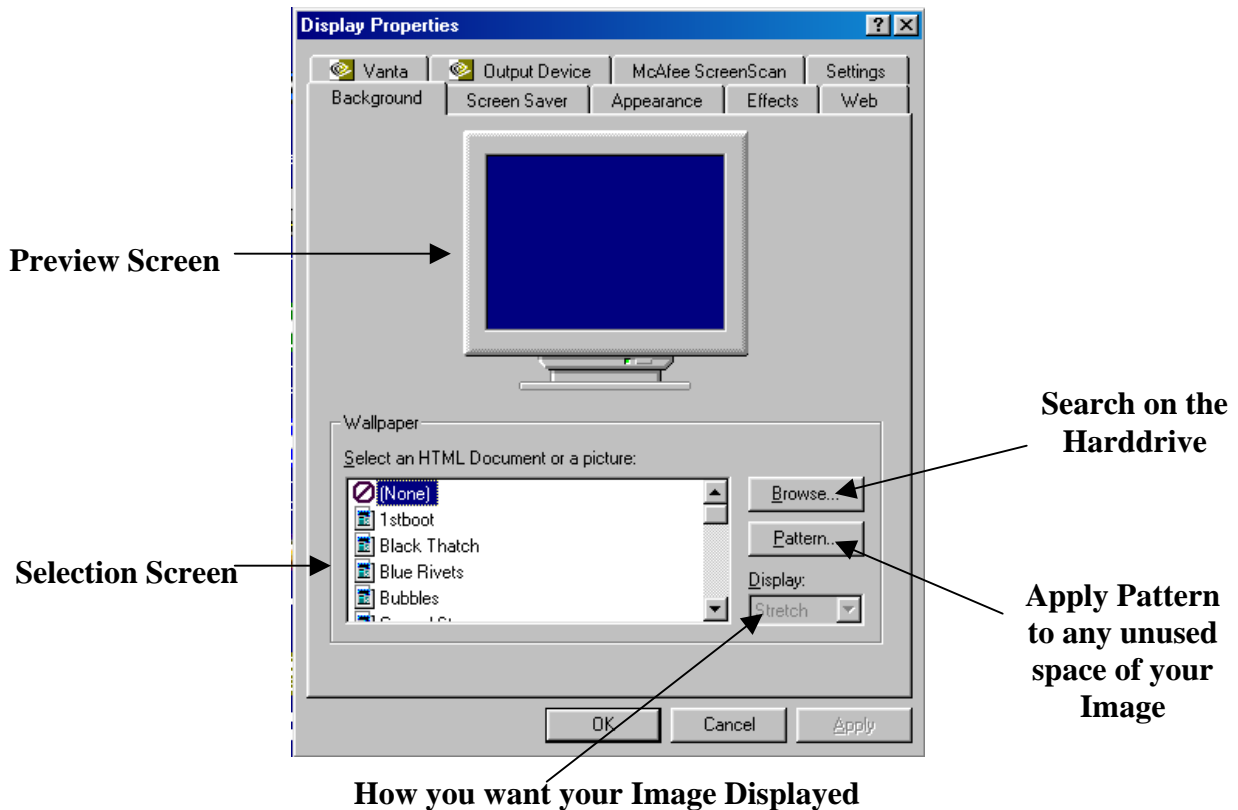 Display Properties
Vanta
Output Device
McAfee ScreenScan
Settings
Background
Screen Saver
Appearance
Effects
Web
Preview Screen
Search on the
Harddrive
Wallpaper
Select an HTML Document or a picture:
(None)
1stboot
Black Thatch
Blue Rivets
Bubbles
Browse...
Pattern...
Display:
Stretch
Selection Screen
Apply Pattern
to any unused
space of your
Image
OK
Cancel
Apply
How you want your Image Displayed